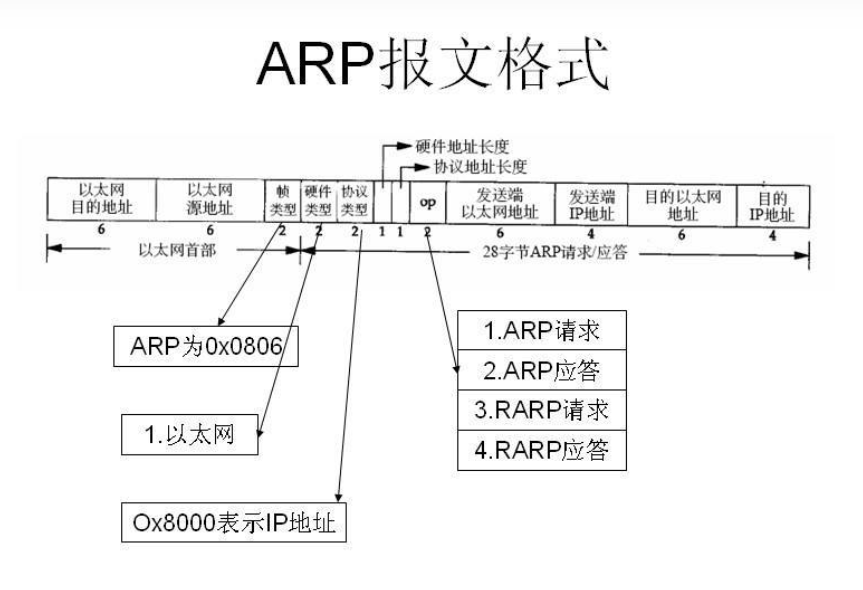 ARP报文格式
硬件地址长度
协议地址长度
以太网
目的地址
以太网
源地址
帧
类型
硬件
类型
协议
类型
op
发送端
以太网地址
发送端
IP地址
目的以太网
地址
目的
IP地址
6
6
2
2
2
1
1
2
6
4
6
4
以太网首部
28字节ARP请求/应答
ARP为0x0806
1.以太网
Ox8000表示IP地址
1.ARP请求
2.ARP应答
3.RARP请求
4.RARP应答